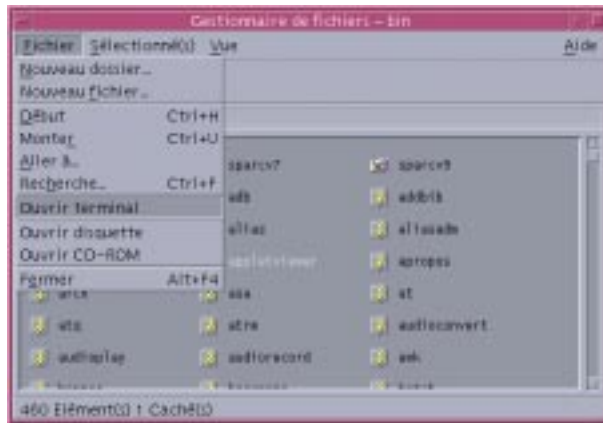 Gestionnaire de fichiers – bin
Fichier Sélectionné(s) Vue Aide
Nouveau dossier...
Nouveau fichier...
Début Ctrl+H
Monter Ctrl+U
Aller à...
Recherche... Ctrl+F
Ouvrir terminal
Ouvrir disquette
Ouvrir CD-ROM
Fermer Alt+F4
sparcv7 sparcv9
adb addbib
alias aliasadm
appletviewer apropos
arch asa at
atq atrm audioconvert
audioplay audiorecord awk
460 Elément(s) 1 Caché(s)